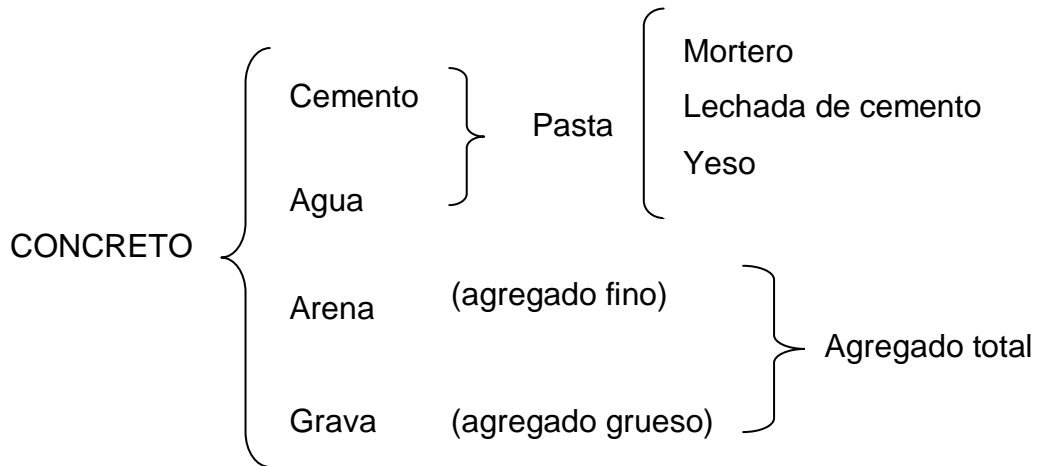 Mortero
Cemento
Pasta
Lechada de cemento
Yeso
Agua
CONCRETO
Arena
(agregado fino)
Agregado total
Grava
(agregado grueso)